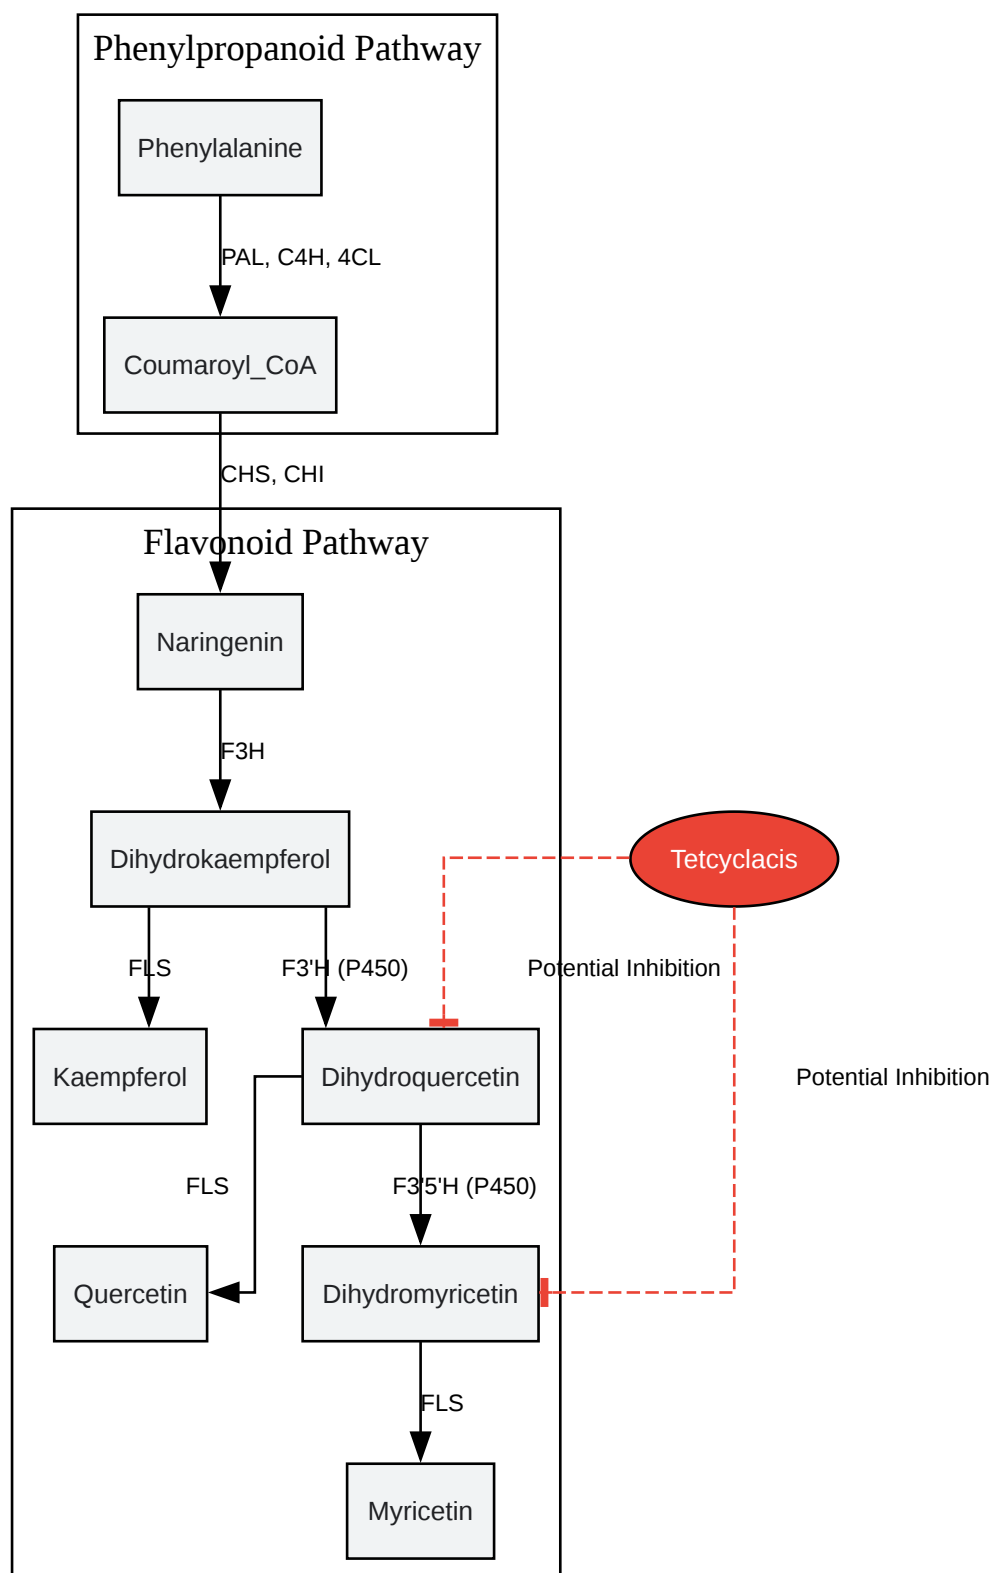 Phenylpropanoid Pathway
Phenylalanine
PAL, C4H, 4CL
Coumaroyl_CoA
CHS, CHI
Flavonoid Pathway
Naringenin
F3H
Dihydrokaempferol
Tetcyclacis
FLS
F3'H (P450)
Potential Inhibition
Kaempferol
Dihydroquercetin
Potential Inhibition
FLS
F3'5'H (P450)
Quercetin
Dihydromyricetin
FLS
Myricetin